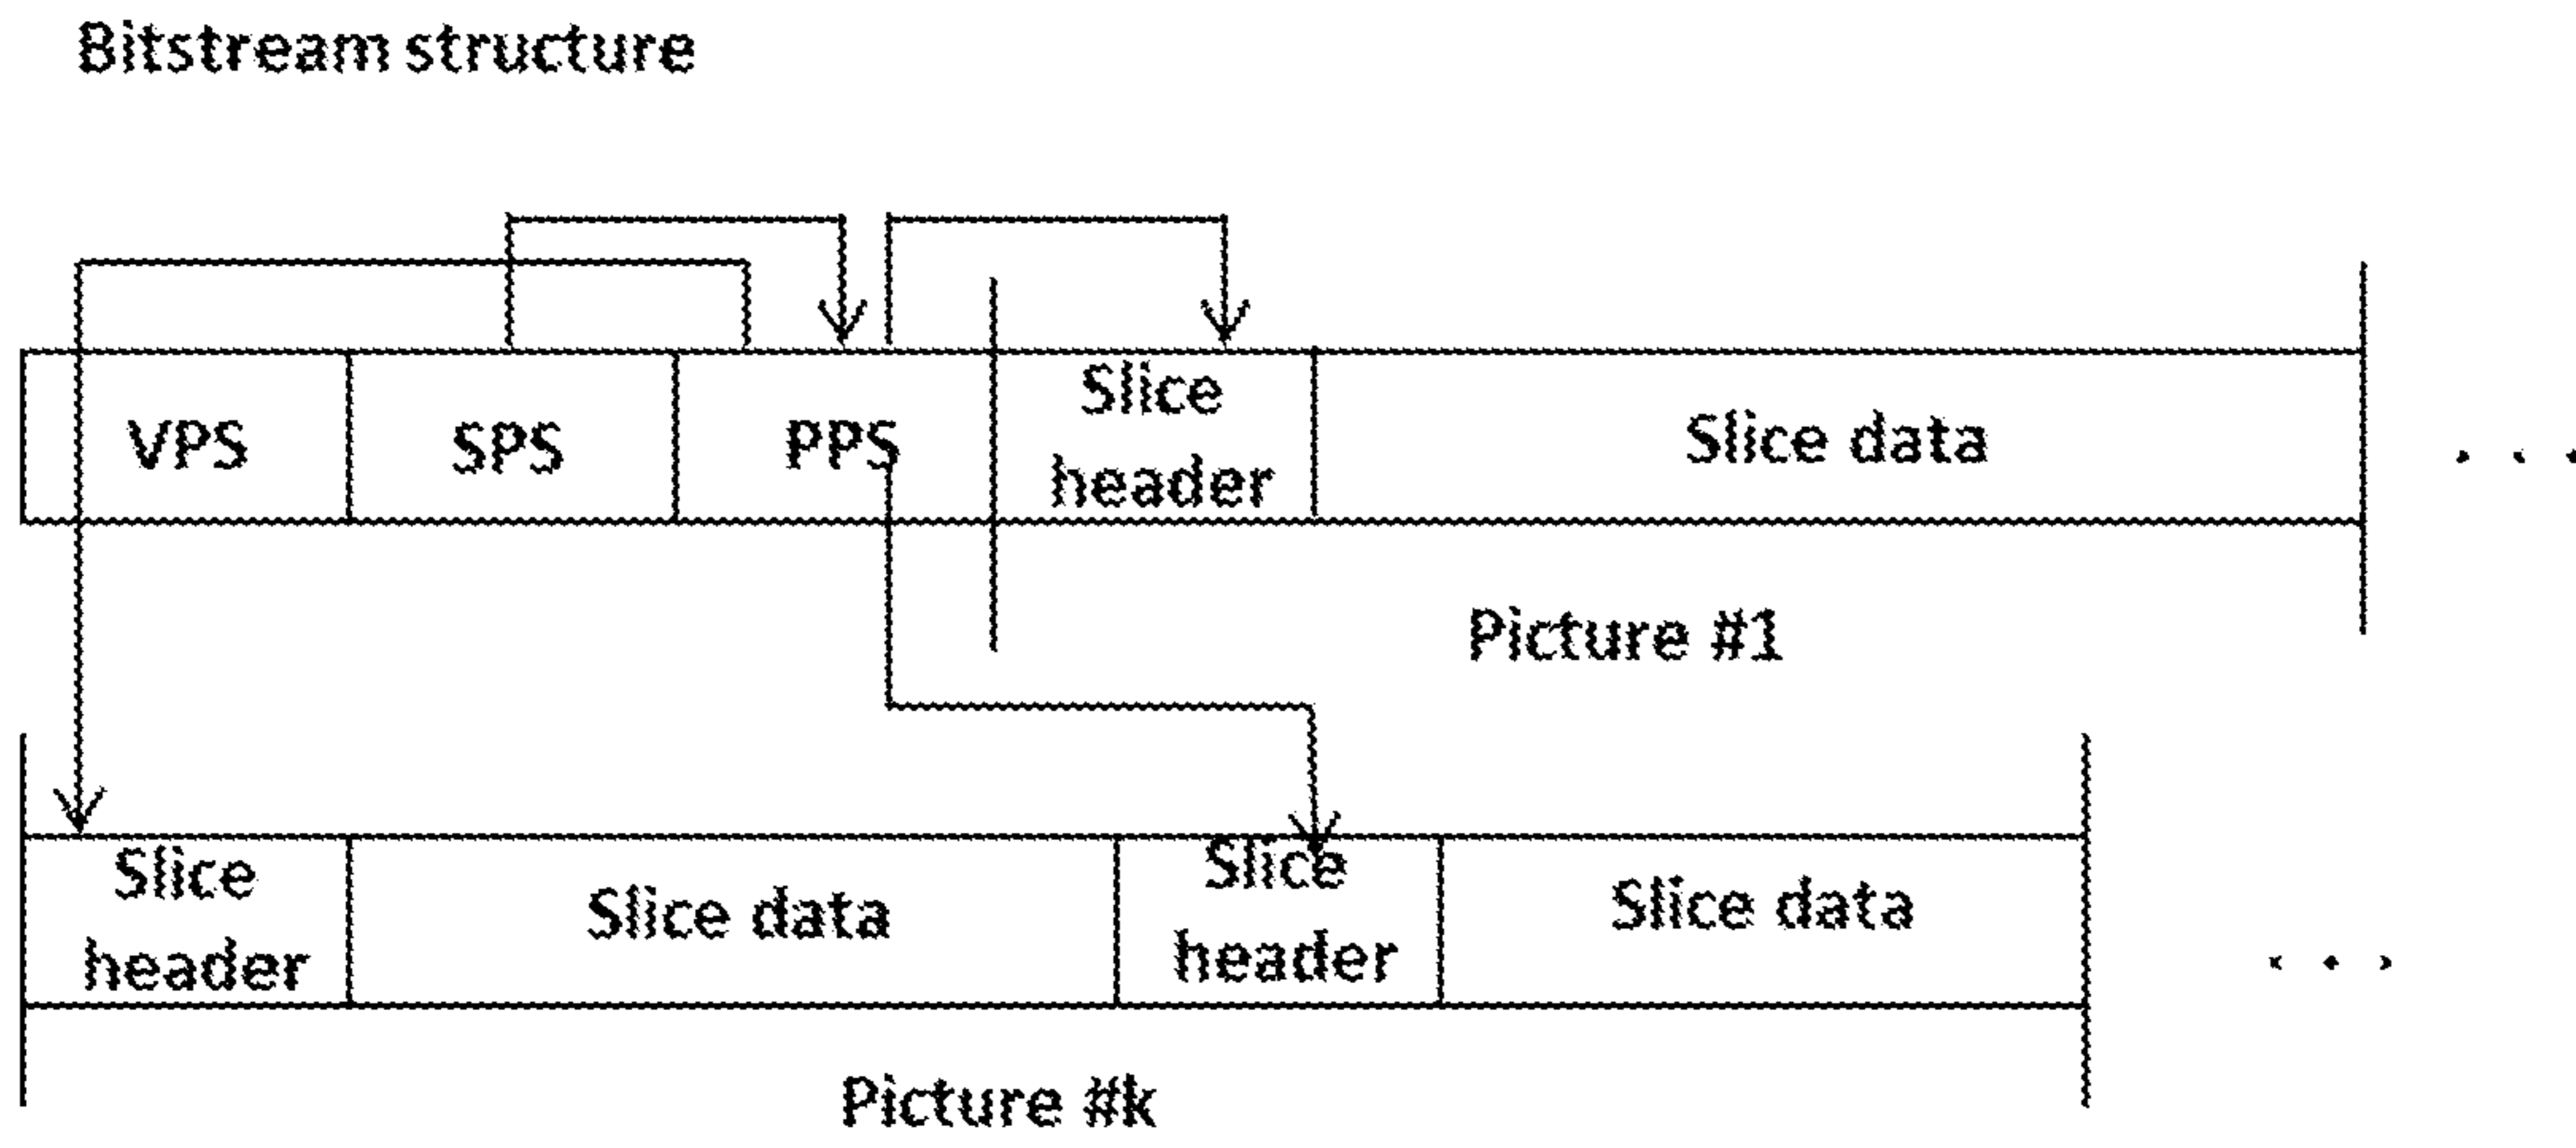 Bitstream structure
VPS
SPS
PPS
Slice
header
Slice data
. . .
Picture #1
Slice
header
Slice data
Slice
header
Slice data
. . .
Picture #k